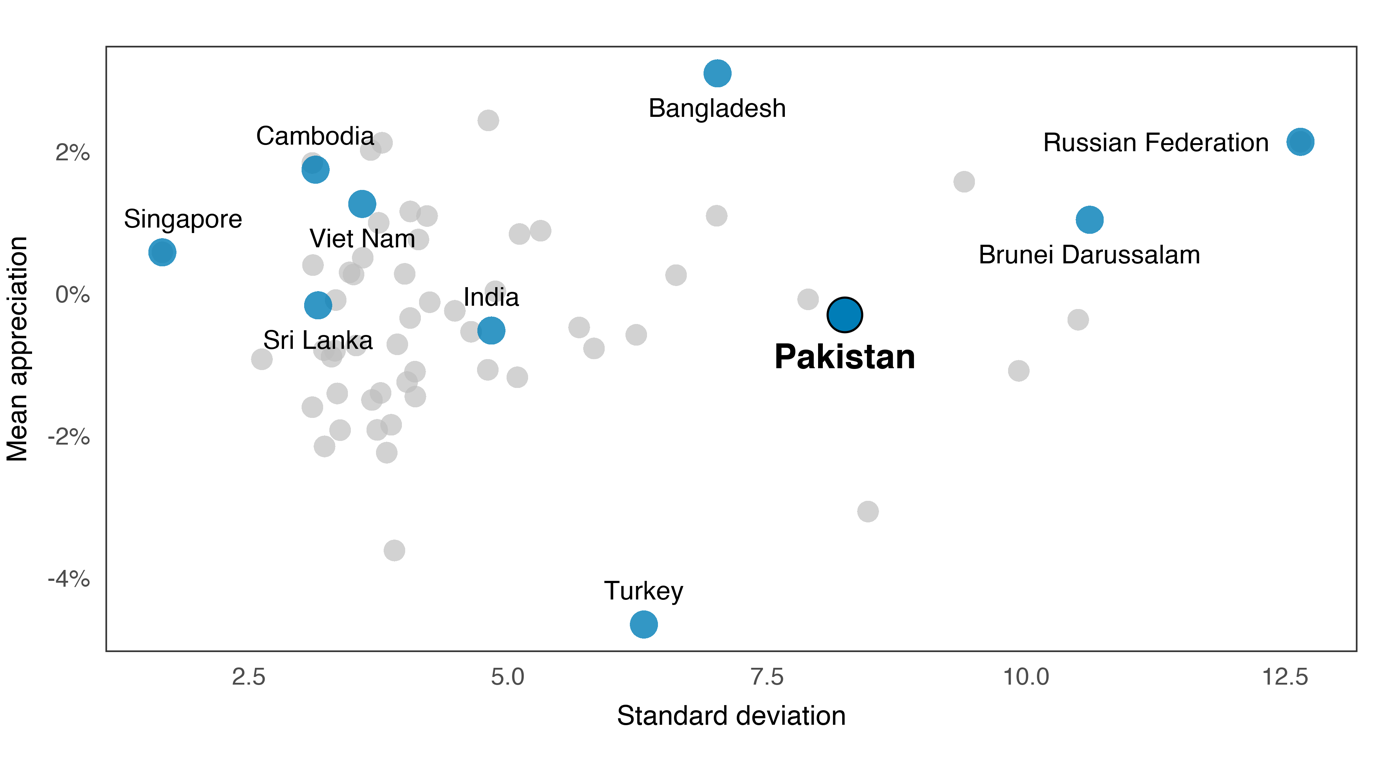 Bangladesh
Cambodia
Russian Federation
2%
Singapore
Viet Nam
Brunei Darussalam
0%
India
Sri Lanka
Pakistan
Mean appreciation
-2%
-4%
Turkey
2.5
5.0
7.5
10.0
12.5
Standard deviation